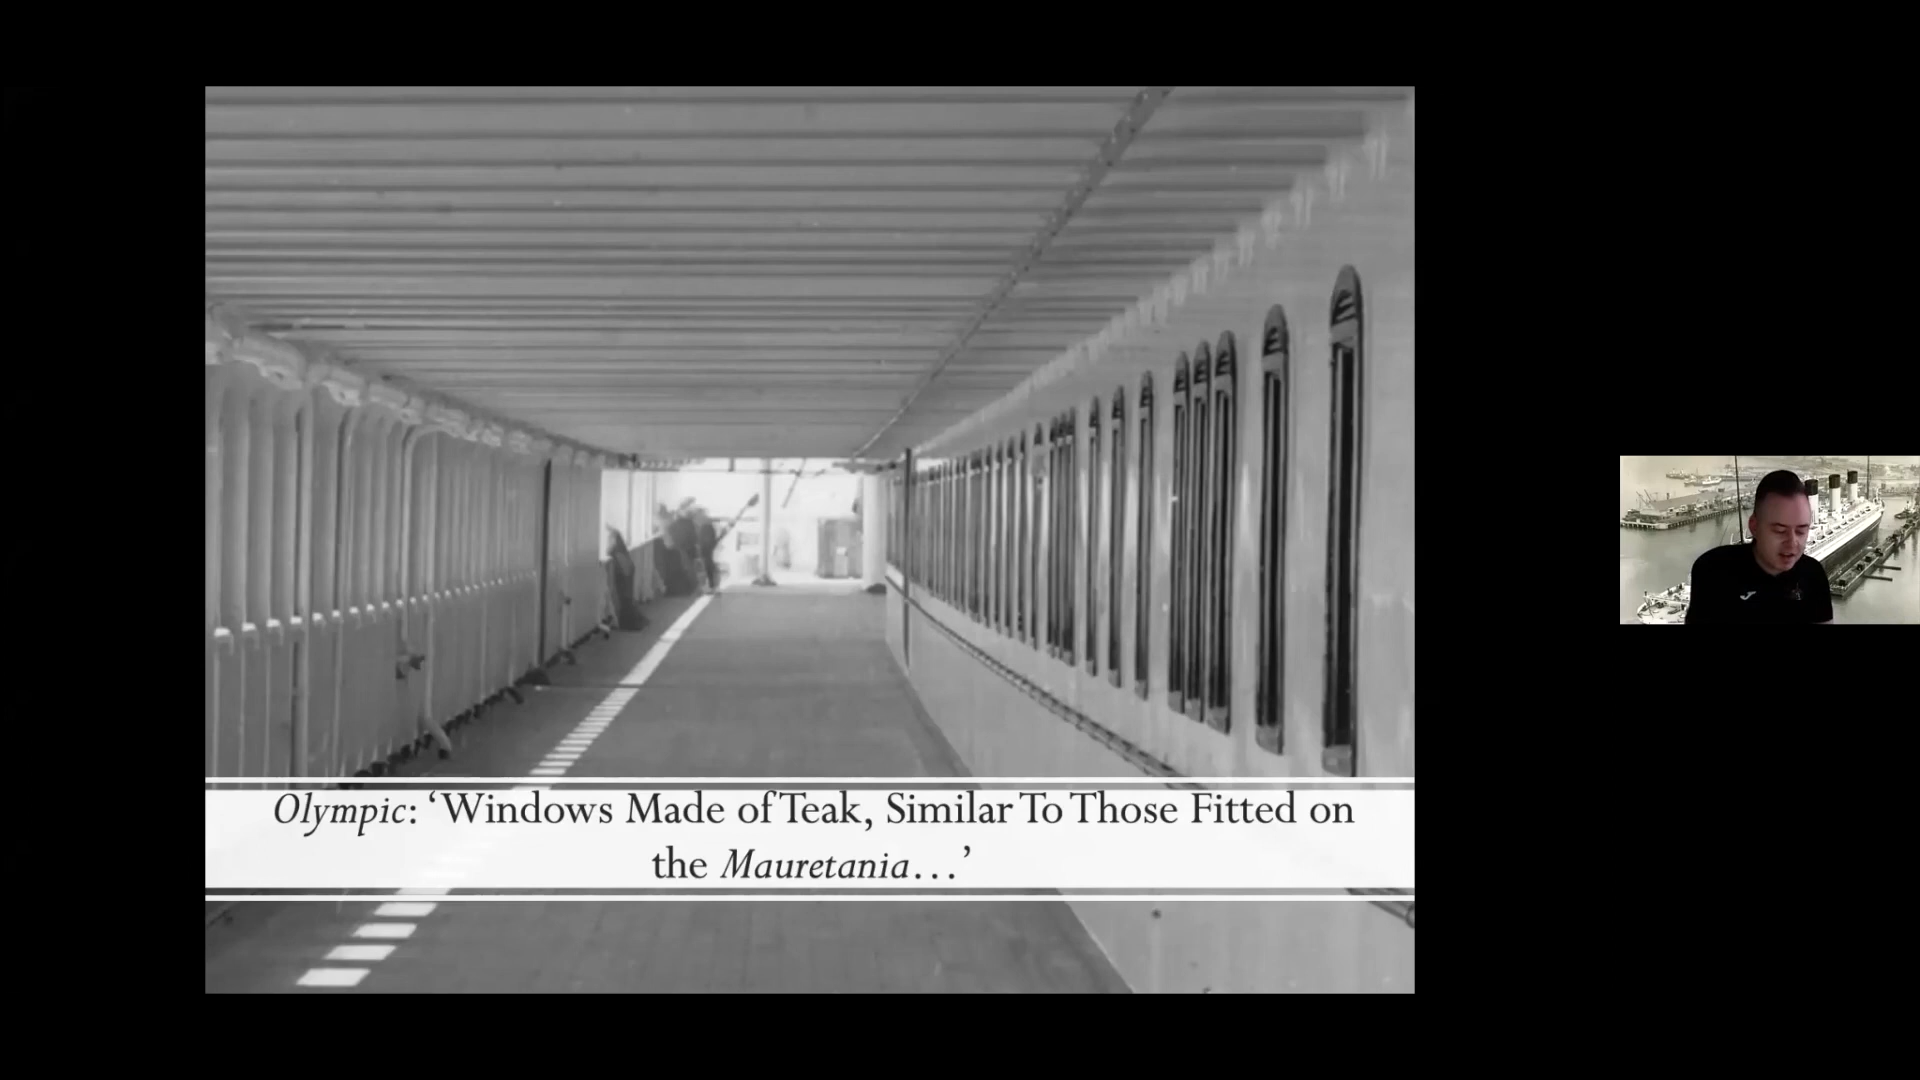 Olympic: ‘Windows Made of Teak, Similar To Those Fitted on
the Mauretania…’